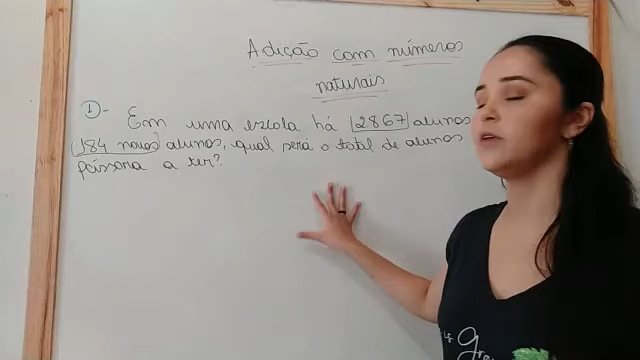 Adição com números
naturais
1- Em uma escola há 2867 alunos
184 novos alunos, qual será o total de alunos
passaria a ter?